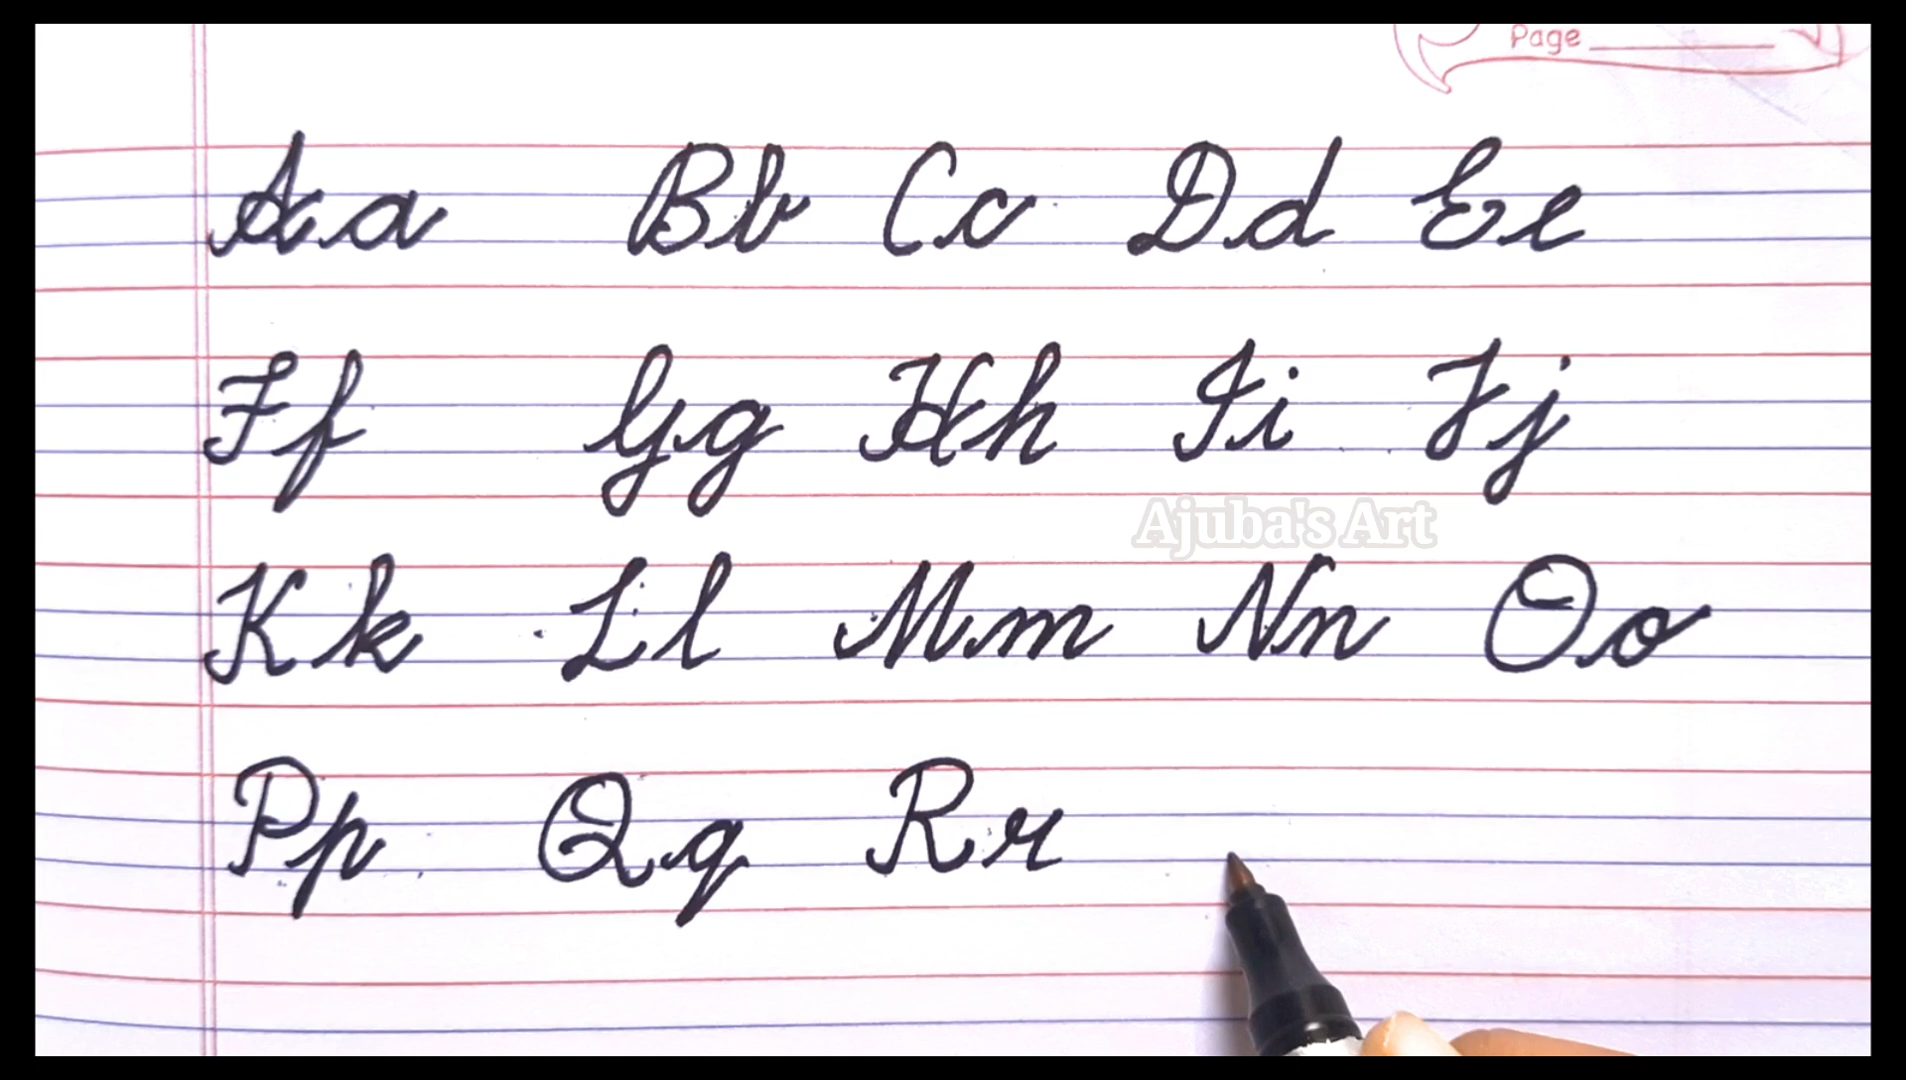 Page
Aa Bb Cc Dd Ee
Ff Gg Hh Ii Jj
Ajuba's Art
Kk Ll Mm Nn Oo
Pp Qq Rr